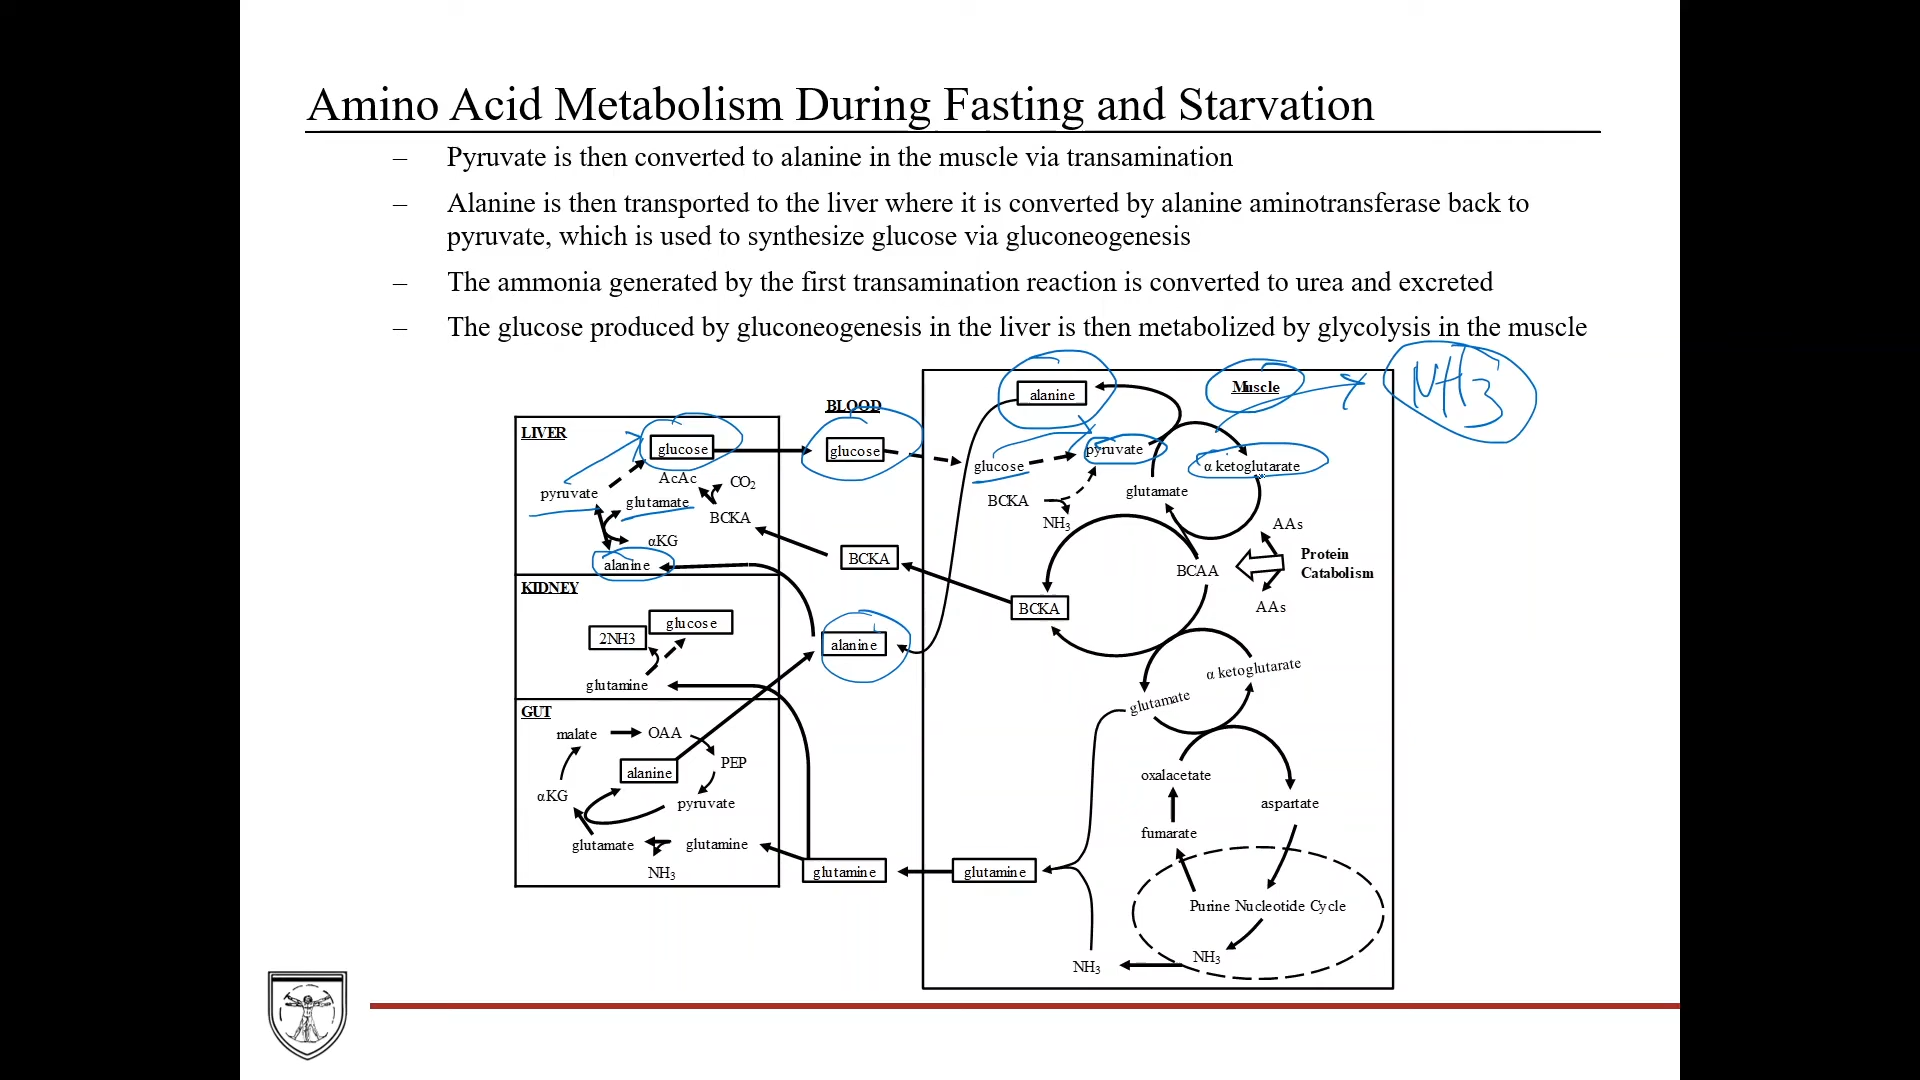 Amino Acid Metabolism During Fasting and Starvation
– Pyruvate is then converted to alanine in the muscle via transamination
– Alanine is then transported to the liver where it is converted by alanine aminotransferase back to
pyruvate, which is used to synthesize glucose via gluconeogenesis
– The ammonia generated by the first transamination reaction is converted to urea and excreted
– The glucose produced by gluconeogenesis in the liver is then metabolized by glycolysis in the muscle
LIVER
glucose
AcAc
CO2
pyruvate
glutamate
BCKA
αKG
alanine
KIDNEY
glucose
2NH3
glutamine
GUT
malate
OAA
PEP
alanine
αKG
pyruvate
glutamate
glutamine
NH3
BLOOD
glucose
BCKA
alanine
glutamine
Muscle
NH3
alanine
glucose
pyruvate
α ketoglutarate
BCKA
NH3
glutamate
AAs
BCAA
Protein
Catabolism
AAs
BCKA
α ketoglutarate
glutamate
oxalacetate
aspartate
fumarate
glutamine
Purine Nucleotide Cycle
NH3
NH3